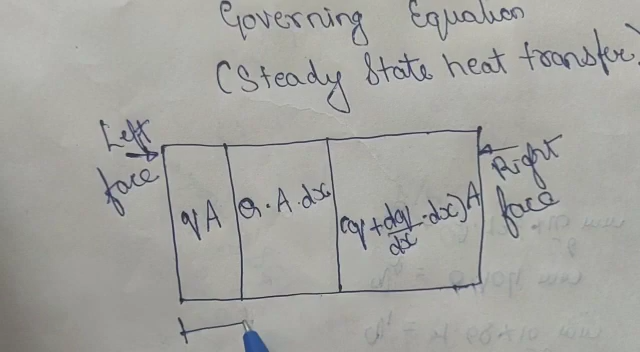 Governing Equation
(Steady State heat transfer)
Left
face
qA
Q·A·dx
(q+dq/dx·dx)A
Right
face